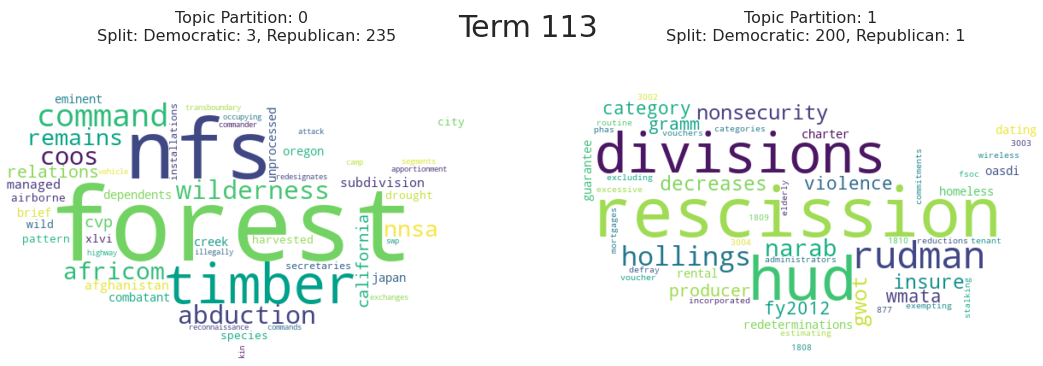 Topic Partition: 0
Split: Democratic: 3, Republican: 235
Term 113
Topic Partition: 1
Split: Democratic: 200, Republican: 1
eminent
transboundary
occupying
commander
command
installations
nfs
unprocessed
attack
city
remains
coos
oregon
camp
segments
apportionment
relations
vehicle
redesignates
managed
dependents
wilderness
subdivision
airborne
forest
drought
brief
cvp
wild
creek
harvested
california
nnsa
pattern
xlvi
highway
illegally
swp
africom
secretaries
japan
afghanistan
timber
combatant
exchanges
abduction
reconnaissance
commands
species
kin
3002
category
nonsecurity
routine
gramm
phas
vouchers
categories
charter
dating
3003
guarantee
divisions
wireless
oasdi
excluding
fsoc
excessive
decreases
violence
commitments
homeless
elderly
rescission
mortgages
1809
3004
1810
reductions
tenant
hollings
narab
administrators
rudman
defray
voucher
rental
hud
insure
producer
gwot
wmata
stalking
incorporated
fy2012
877
exempting
redeterminations
estimating
1808